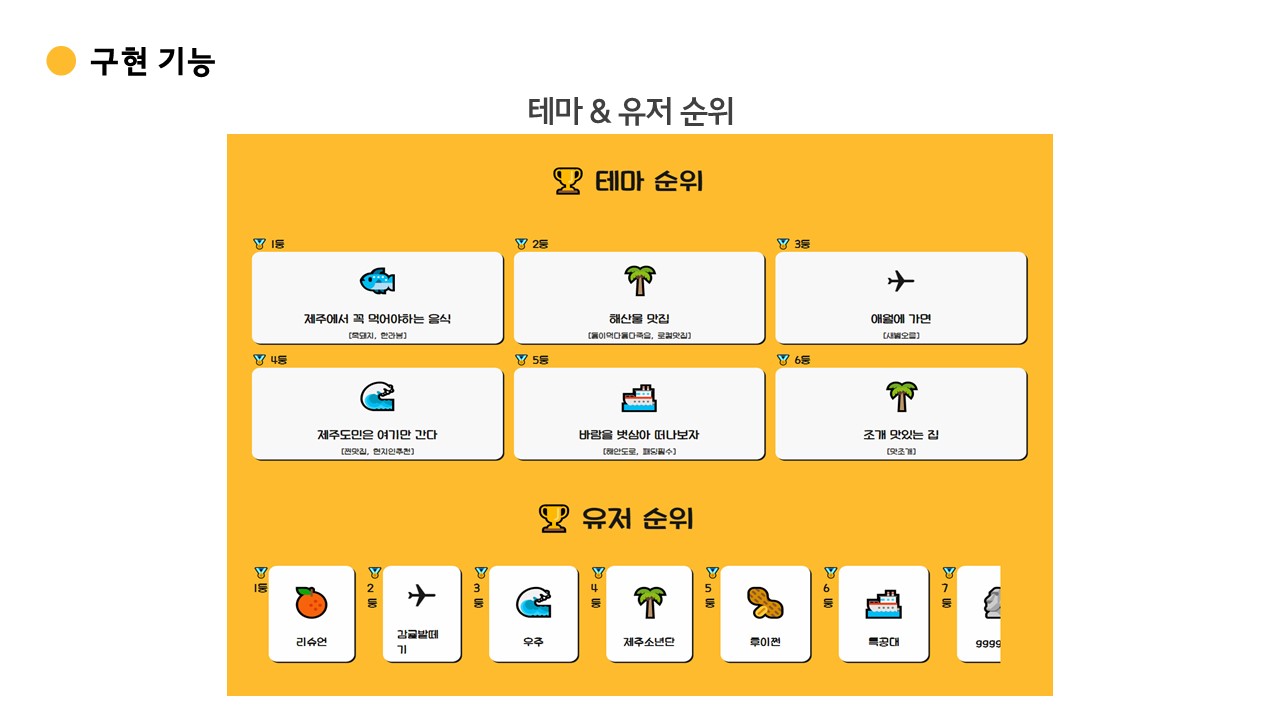 구현 기능
테마 & 유저 순위
테마 순위
1등
2등
3등
제주에서 꼭 먹어야하는 음식
[흑돼지, 한라봉]
해산물 맛집
[둘이먹다둘다죽음, 로컬맛집]
애월에 가면
[새별오름]
4등
5등
6등
제주도민은 여기만 간다
[찐맛집, 현지인추천]
바람을 벗삼아 떠나보자
[해안도로, 패딩필수]
조개 맛있는 집
[맛조개]
유저 순위
1등
2
등
3
등
4
등
5
등
6
등
7
등
리슈언
감귤발떼
기
우주
제주소년단
후이쩐
특공대
9999